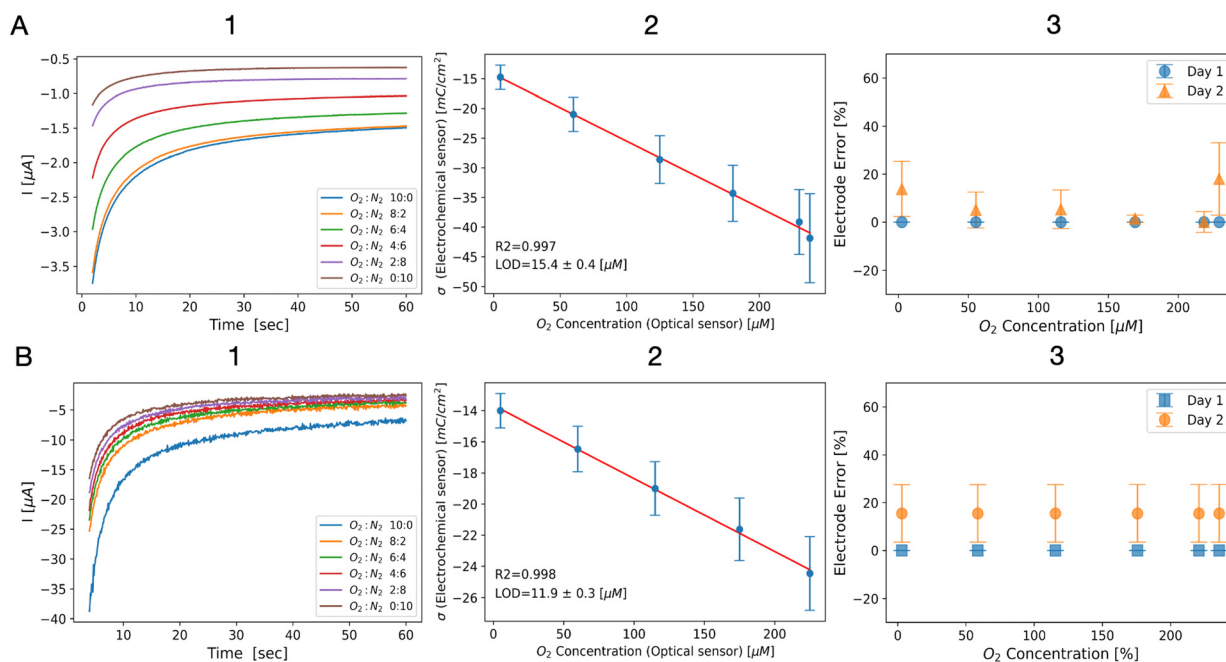 A
1
2
3
I [μA]
−0.5
−1.0
−1.5
−2.0
−2.5
−3.0
−3.5
O₂:N₂ 10:0
O₂:N₂ 8:2
O₂:N₂ 6:4
O₂:N₂ 4:6
O₂:N₂ 2:8
O₂:N₂ 0:10
0 10 20 30 40 50 60
Time [sec]
σ (Electrochemical sensor) [mC/cm²]
−15
−20
−25
−30
−35
−40
−45
−50
R2=0.997
LOD=15.4 ± 0.4 [μM]
0 50 100 150 200
O₂ Concentration (Optical sensor) [μM]
Electrode Error [%]
60
40
20
0
−20
Day 1
Day 2
0 50 100 150 200
O₂ Concentration [μM]
B
1
2
3
I [μA]
−5
−10
−15
−20
−25
−30
−35
−40
O₂:N₂ 10:0
O₂:N₂ 8:2
O₂:N₂ 6:4
O₂:N₂ 4:6
O₂:N₂ 2:8
O₂:N₂ 0:10
10 20 30 40 50 60
Time [sec]
σ (Electrochemical sensor) [mC/cm²]
−14
−16
−18
−20
−22
−24
−26
R2=0.998
LOD=11.9 ± 0.3 [μM]
0 50 100 150 200
O₂ Concentration (Optical sensor) [μM]
Electrode Error [%]
60
40
20
0
−20
Day 1
Day 2
0 50 100 150 200
O₂ Concentration [%]